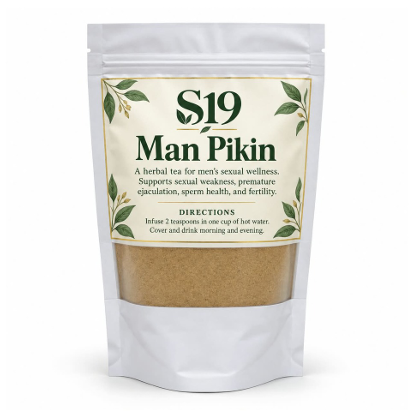 S19
Man Pikin
A herbal tea for men's sexual wellness.
Supports sexual weakness, premature
ejaculation, sperm health, and fertility.
DIRECTIONS
Infuse 2 teaspoons in one cup of hot water.
Cover and drink morning and evening.